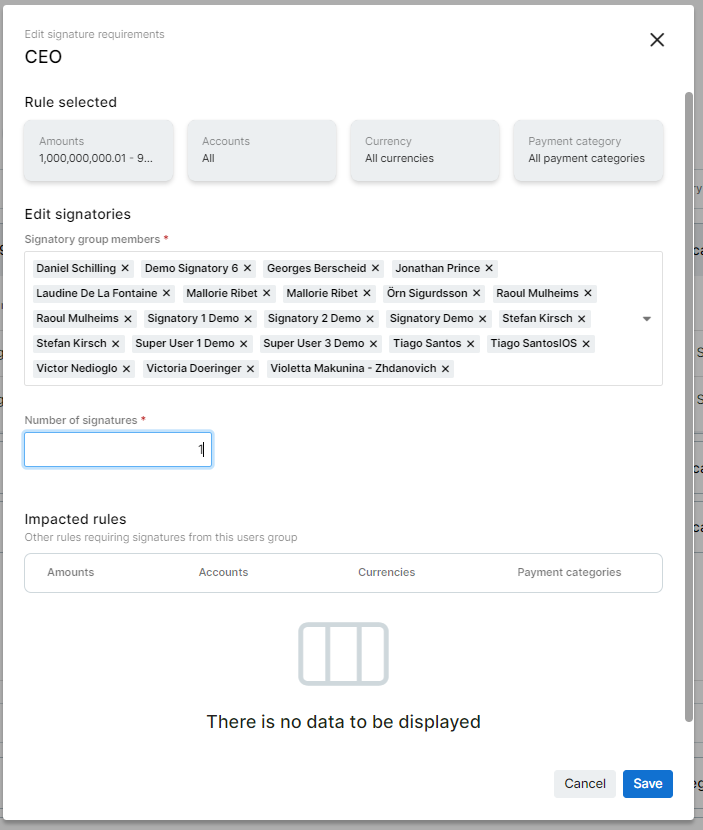 Edit signature requirements
CEO
Rule selected
Amounts
1,000,000,000.01 - 9...
Accounts
All
Currency
All currencies
Payment category
All payment categories
Edit signatories
Signatory group members *
Daniel Schilling × Demo Signatory 6 × Georges Berscheid × Jonathan Prince ×
Laudine De La Fontaine × Mallorie Ribet × Mallorie Ribet × Örn Sigurdsson × Raoul Mulheims ×
Raoul Mulheims × Signatory 1 Demo × Signatory 2 Demo × Signatory Demo × Stefan Kirsch ×
Stefan Kirsch × Super User 1 Demo × Super User 3 Demo × Tiago Santos × Tiago SantosIOS ×
Victor Nedioglo × Victoria Doeringer × Violetta Makunina - Zhdanovich ×
Number of signatures *
1
Impacted rules
Other rules requiring signatures from this users group
Amounts Accounts Currencies Payment categories
There is no data to be displayed
Cancel Save